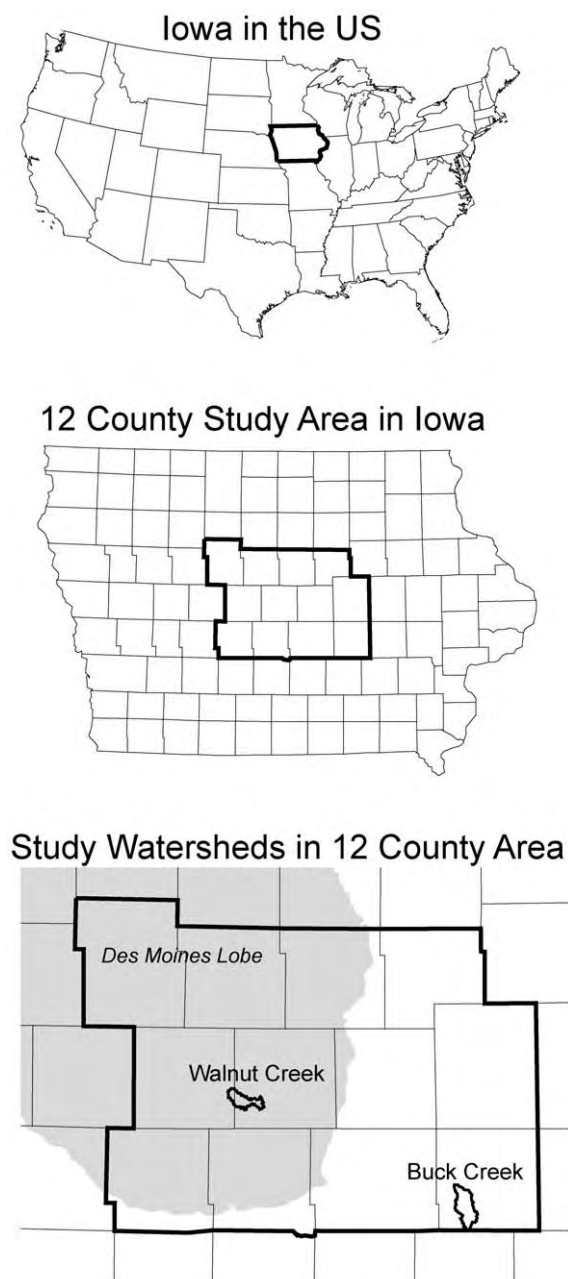 Iowa in the US
12 County Study Area in Iowa
Study Watersheds in 12 County Area
Des Moines Lobe
Walnut Creek
Buck Creek